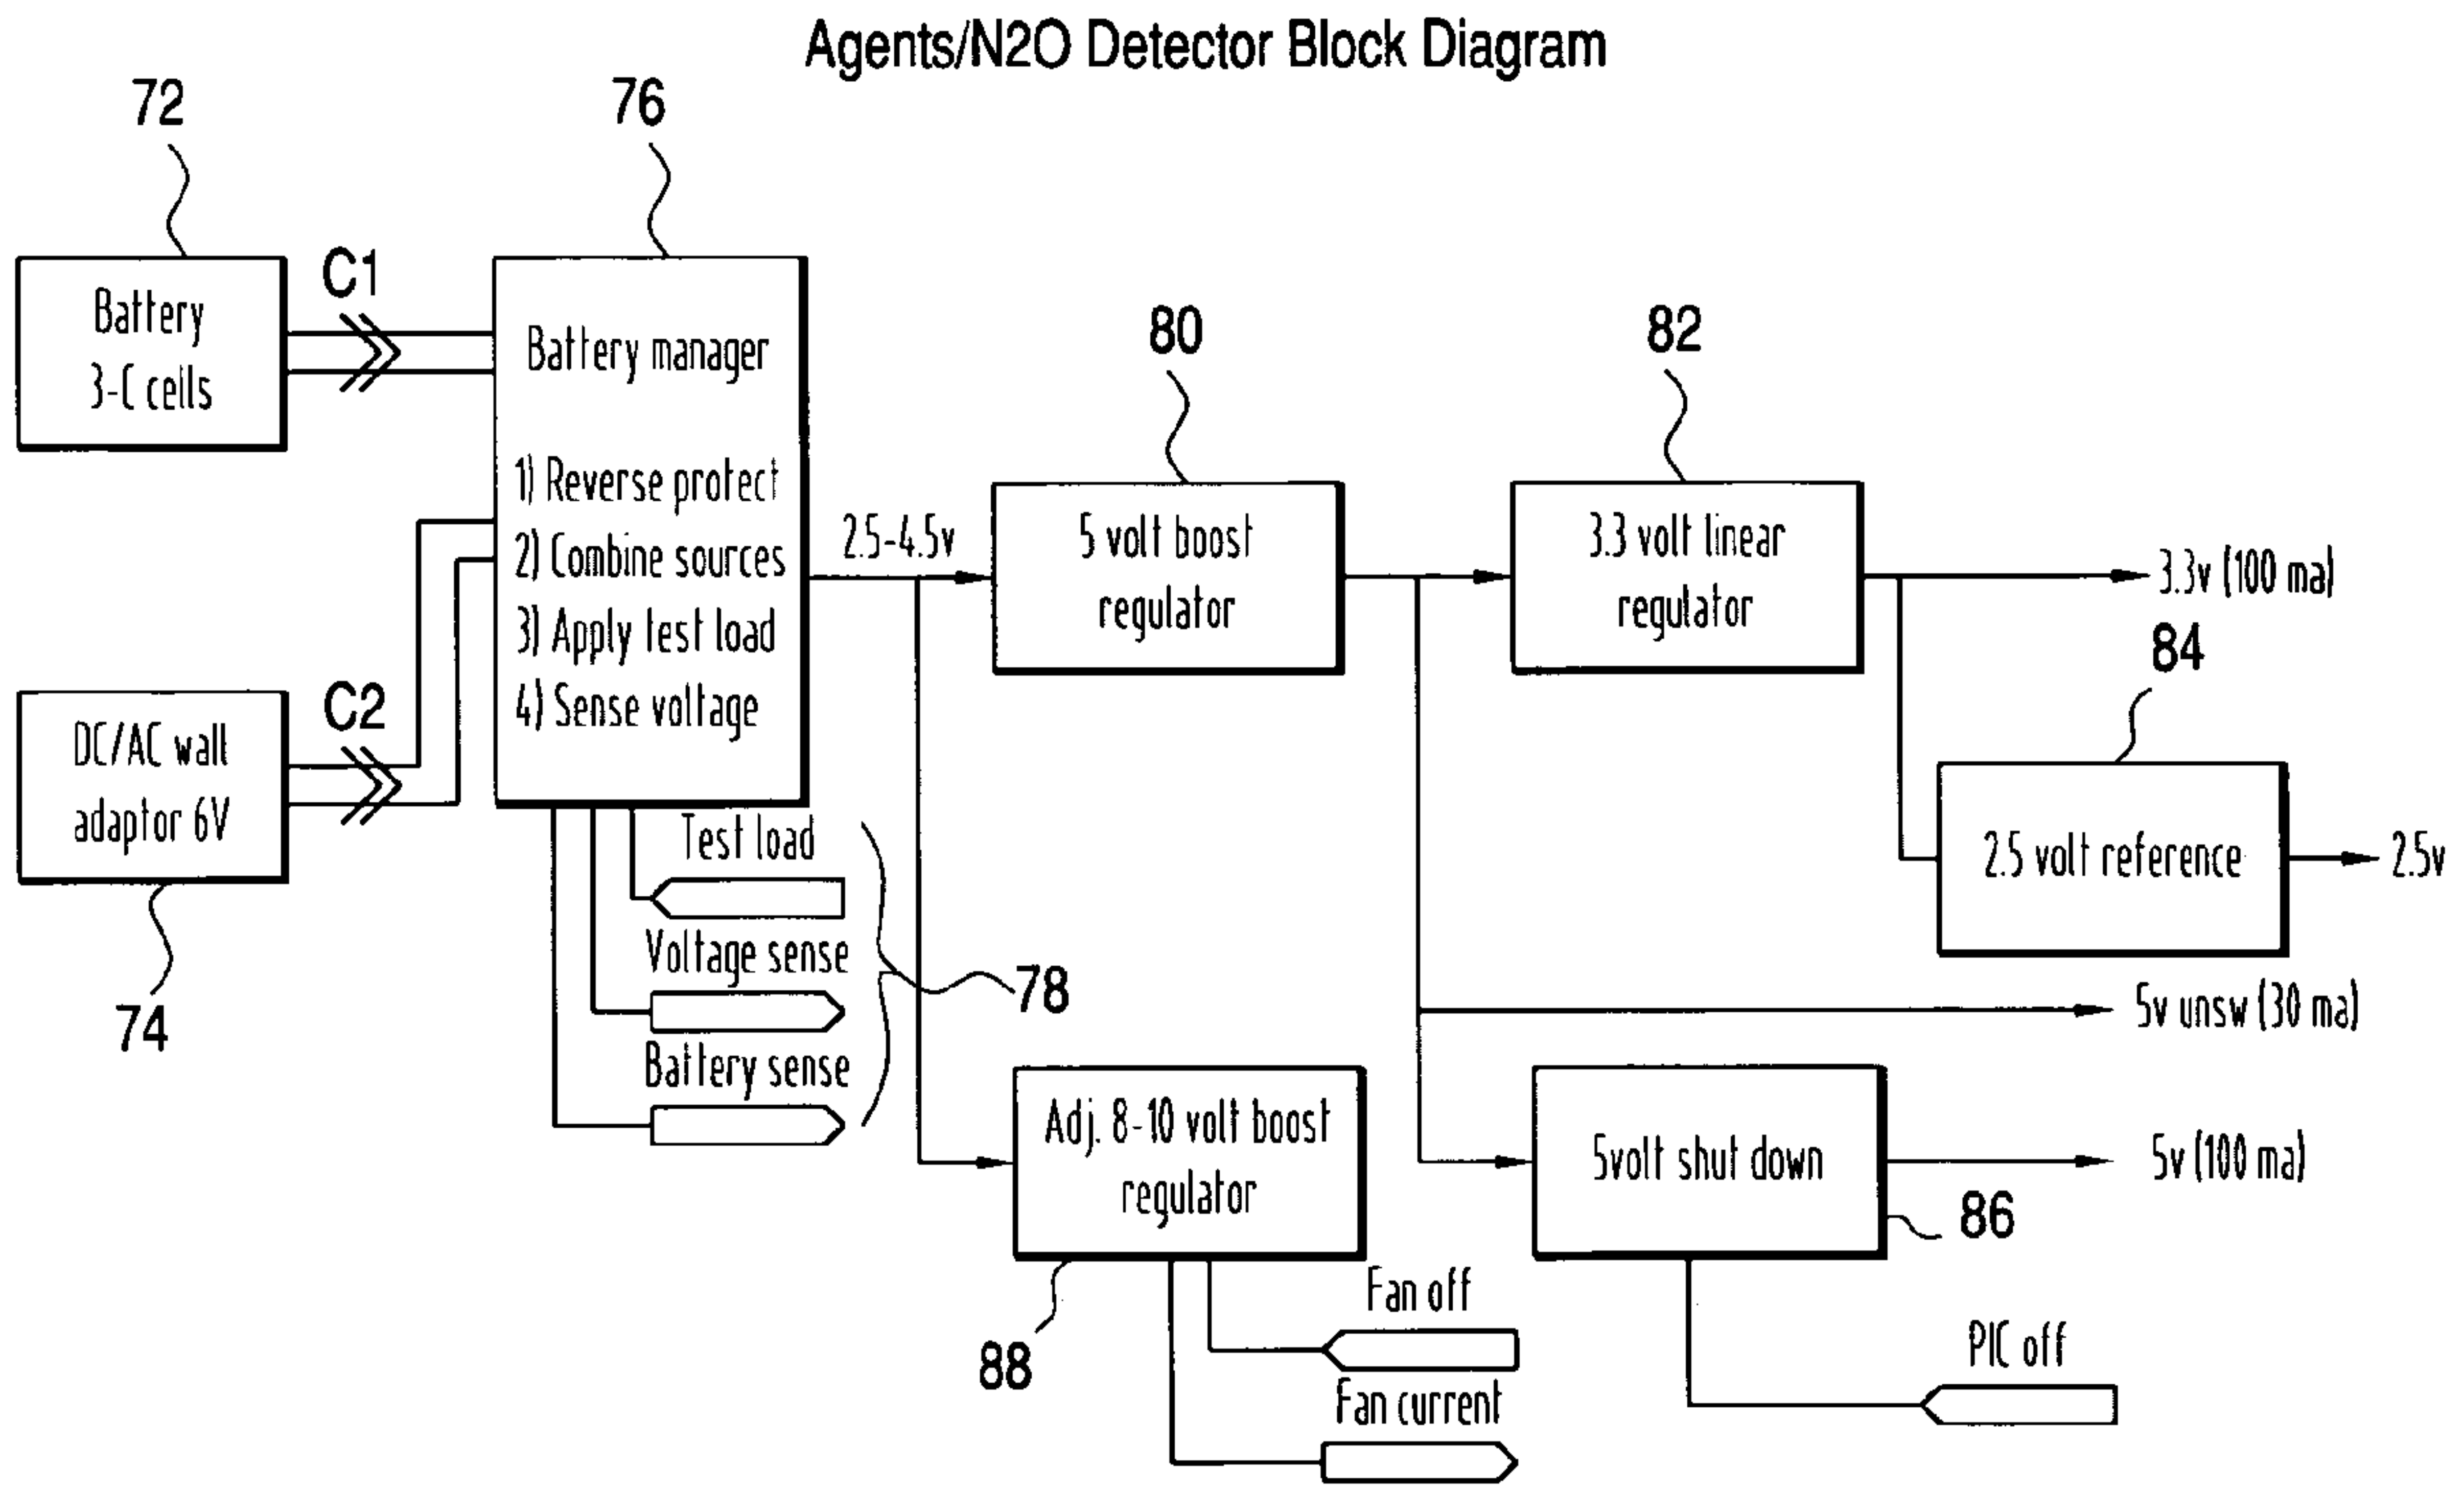 Agents/N2O Detector Block Diagram
72
76
C1
Battery
3-C cells
Battery manager
1) Reverse protect
2) Combine sources
3) Apply test load
4) Sense voltage
80
82
2.5-4.5v
5 volt boost
regulator
3.3 volt linear
regulator
3.3v (100 ma)
84
C2
DC/AC wall
adaptor 6V
74
Test load
Voltage sense
Battery sense
78
2.5 volt reference
2.5v
5v unsw (30 ma)
Adj. 8-10 volt boost
regulator
5volt shut down
5v (100 ma)
86
88
Fan off
Fan current
PIC off